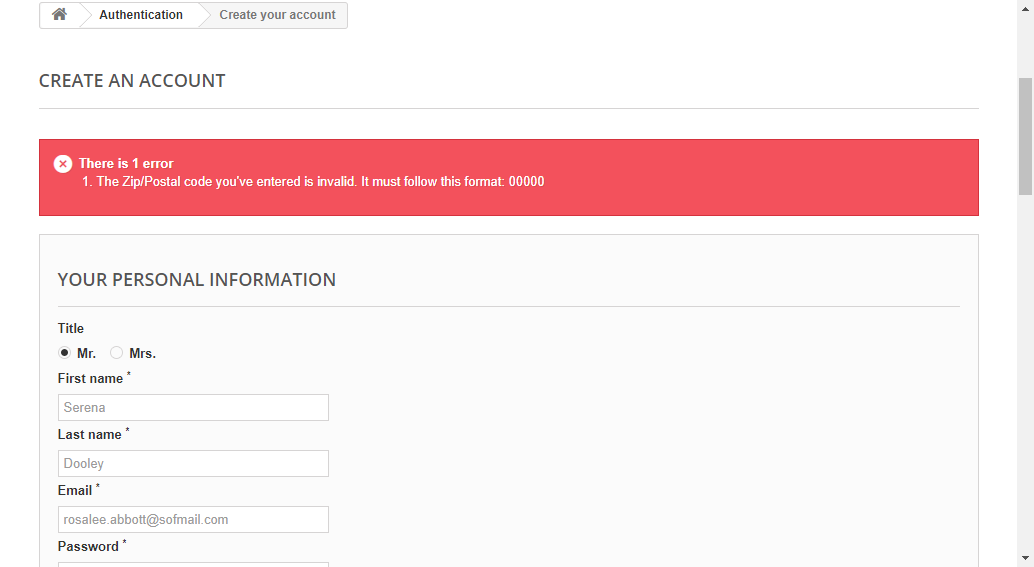 Authentication
Create your account
CREATE AN ACCOUNT
There is 1 error
1. The Zip/Postal code you've entered is invalid. It must follow this format: 00000
YOUR PERSONAL INFORMATION
Title
Mr. Mrs.
First name *
Serena
Last name *
Dooley
Email *
rosalee.abbott@sofmail.com
Password *